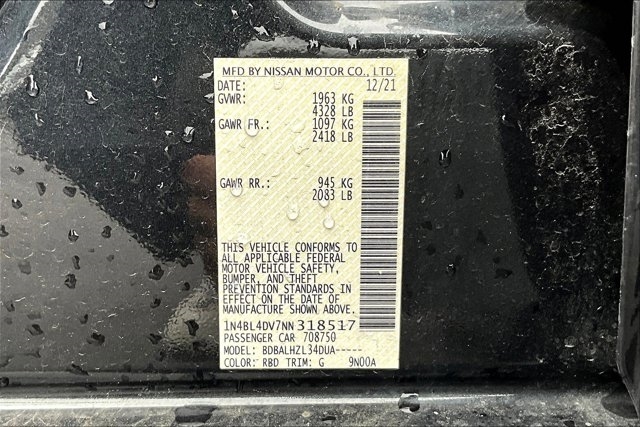 MFD BY NISSAN MOTOR CO., LTD.
DATE: 12/21
GVWR: 1963 KG
4328 LB
GAWR FR.: 1097 KG
2418 LB
GAWR RR.: 945 KG
2083 LB
THIS VEHICLE CONFORMS TO
ALL APPLICABLE FEDERAL
MOTOR VEHICLE SAFETY,
BUMPER, AND THEFT
PREVENTION STANDARDS IN
EFFECT ON THE DATE OF
MANUFACTURE SHOWN ABOVE.
1N4BL4DV7NN318517
PASSENGER CAR 708750
MODEL: BDBALHZL34DUA-----
COLOR: RBD TRIM: G 9N00A